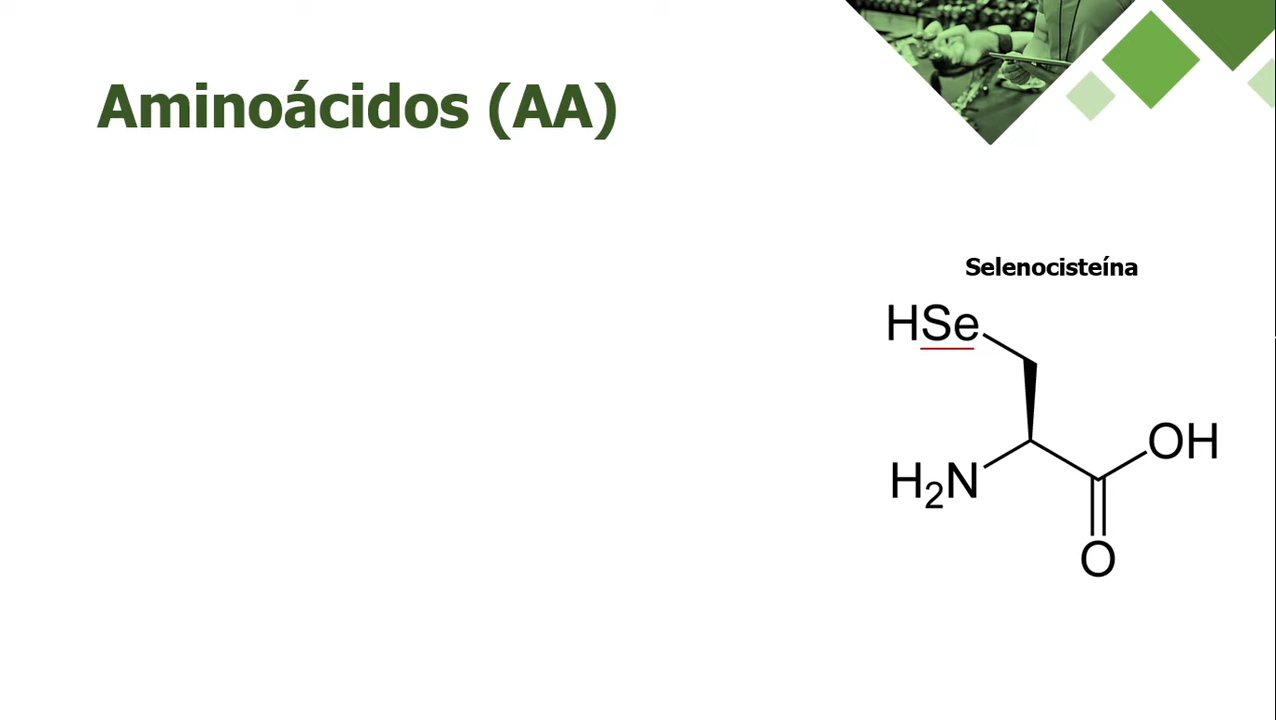 Aminoácidos (AA)
Selenocisteína
HSe
OH
H₂N
O